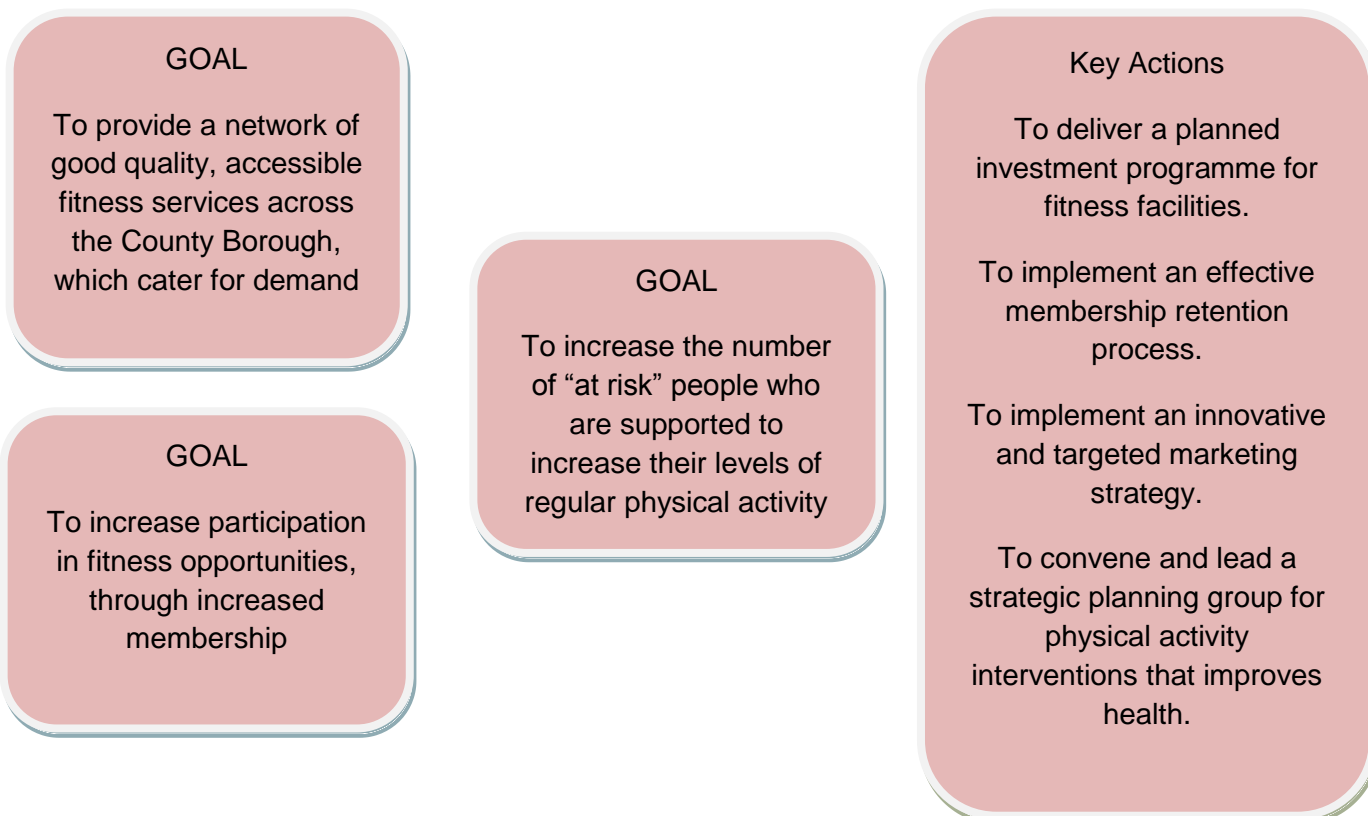 GOAL
To provide a network of
good quality, accessible
fitness services across
the County Borough,
which cater for demand
GOAL
To increase participation
in fitness opportunities,
through increased
membership
GOAL
To increase the number
of “at risk” people who
are supported to
increase their levels of
regular physical activity
Key Actions
To deliver a planned
investment programme for
fitness facilities.
To implement an effective
membership retention
process.
To implement an innovative
and targeted marketing
strategy.
To convene and lead a
strategic planning group for
physical activity
interventions that improves
health.